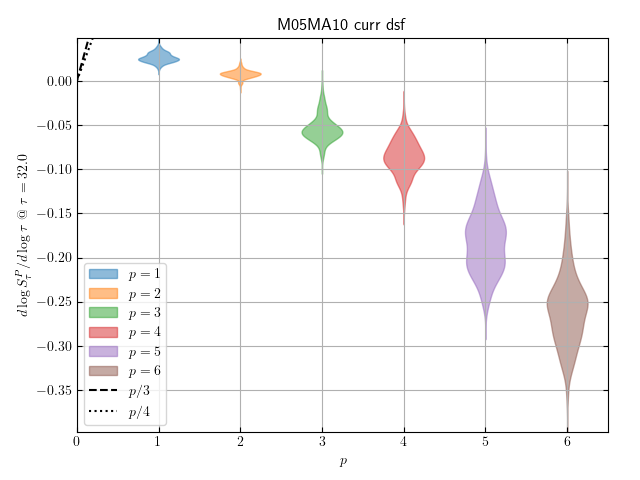 M05MA10 curr dsf
d log S_τ^P / d log τ @ τ = 32.0
0.00
−0.05
−0.10
−0.15
−0.20
−0.25
−0.30
−0.35
p = 1
p = 2
p = 3
p = 4
p = 5
p = 6
p/3
p/4
0 1 2 3 4 5 6
p